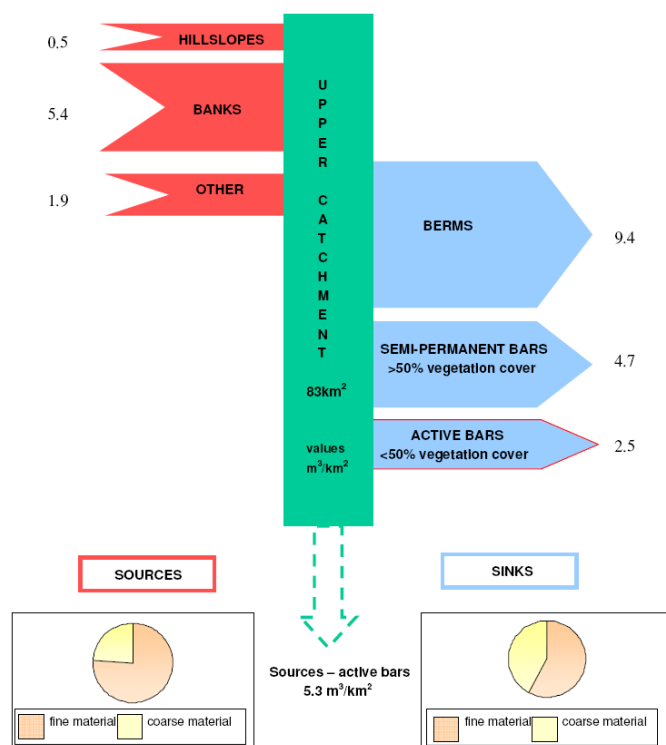 0.5
HILLSLOPES
5.4
BANKS
1.9
OTHER
UPPER CATCHMENT
83km²
values
m³/km²
BERMS
9.4
SEMI-PERMANENT BARS
>50% vegetation cover
4.7
ACTIVE BARS
<50% vegetation cover
2.5
SOURCES
SINKS
Sources – active bars
5.3 m³/km²
fine material
coarse material
fine material
coarse material